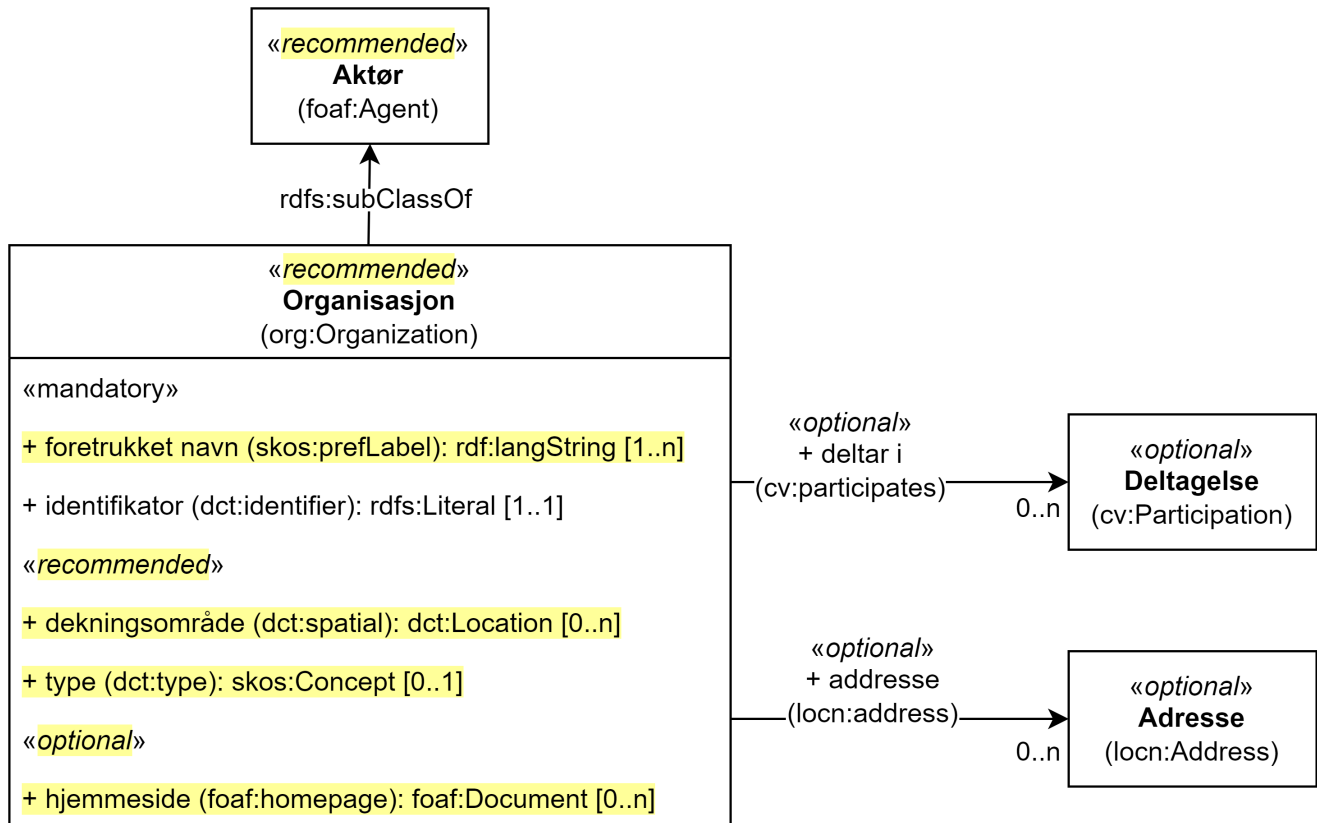 «recommended»
Aktør
(foaf:Agent)
rdfs:subClassOf
«recommended»
Organisasjon
(org:Organization)
«mandatory»
+ foretrukket navn (skos:prefLabel): rdf:langString [1..n]
+ identifikator (dct:identifier): rdfs:Literal [1..1]
«recommended»
+ dekningsområde (dct:spatial): dct:Location [0..n]
+ type (dct:type): skos:Concept [0..1]
«optional»
+ hjemmeside (foaf:homepage): foaf:Document [0..n]
«optional»
+ deltar i
(cv:participates)
0..n
«optional»
Deltagelse
(cv:Participation)
«optional»
+ addresse
(locn:address)
0..n
«optional»
Adresse
(locn:Address)